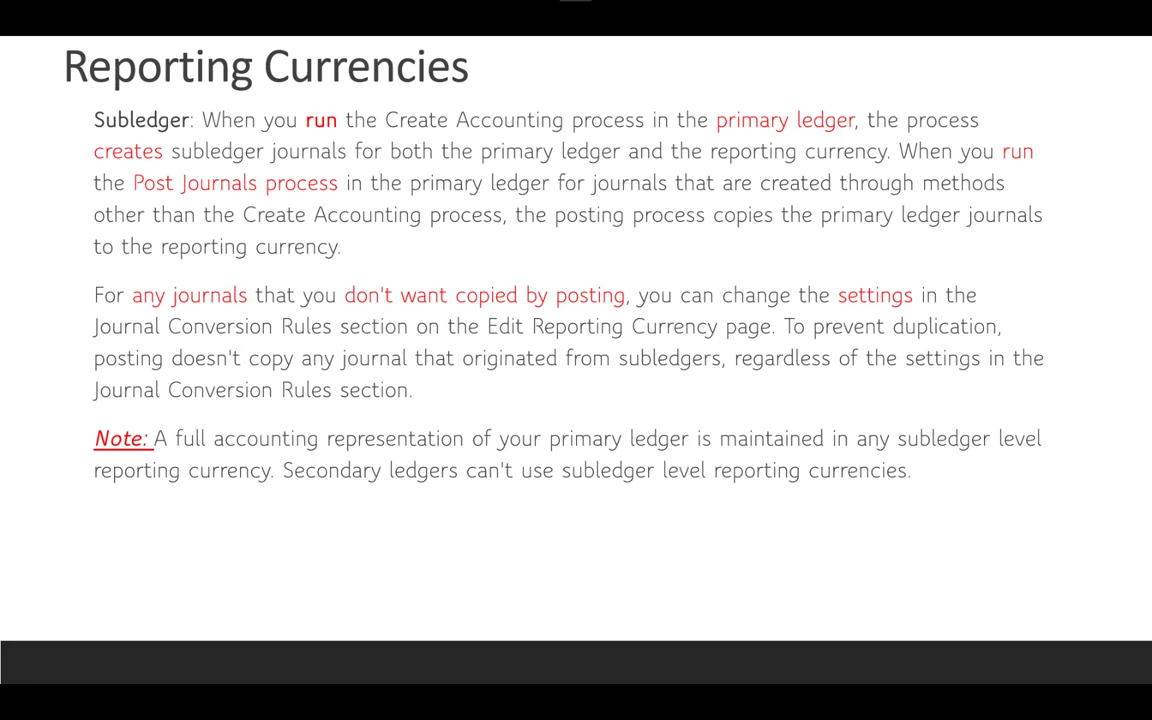 Reporting Currencies
Subledger: When you run the Create Accounting process in the primary ledger, the process
creates subledger journals for both the primary ledger and the reporting currency. When you run
the Post Journals process in the primary ledger for journals that are created through methods
other than the Create Accounting process, the posting process copies the primary ledger journals
to the reporting currency.
For any journals that you don't want copied by posting, you can change the settings in the
Journal Conversion Rules section on the Edit Reporting Currency page. To prevent duplication,
posting doesn't copy any journal that originated from subledgers, regardless of the settings in the
Journal Conversion Rules section.
Note: A full accounting representation of your primary ledger is maintained in any subledger level
reporting currency. Secondary ledgers can't use subledger level reporting currencies.